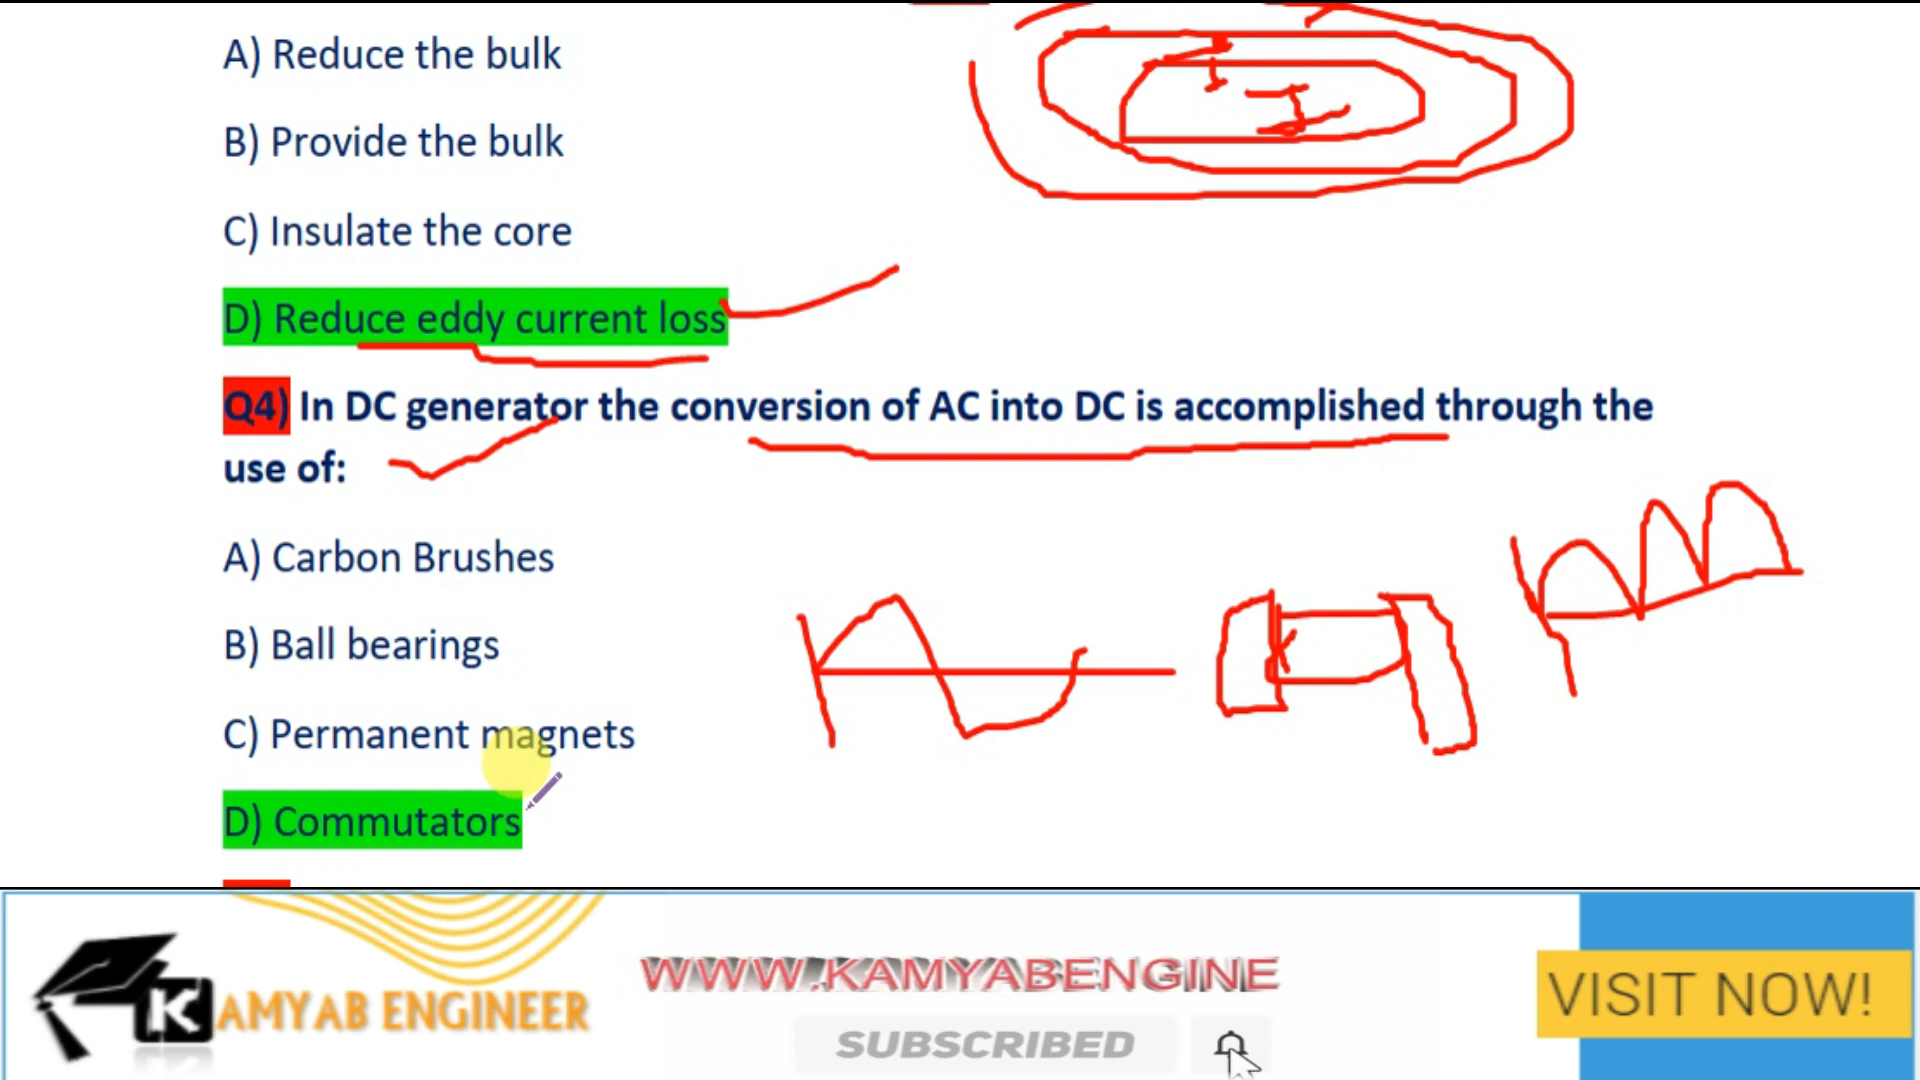 A) Reduce the bulk
B) Provide the bulk
C) Insulate the core
D) Reduce eddy current loss
Q4) In DC generator the conversion of AC into DC is accomplished through the
use of:
A) Carbon Brushes
B) Ball bearings
C) Permanent magnets
D) Commutators
KAMYAB ENGINEER
WWW.KAMYABENGINE
VISIT NOW!
SUBSCRIBED